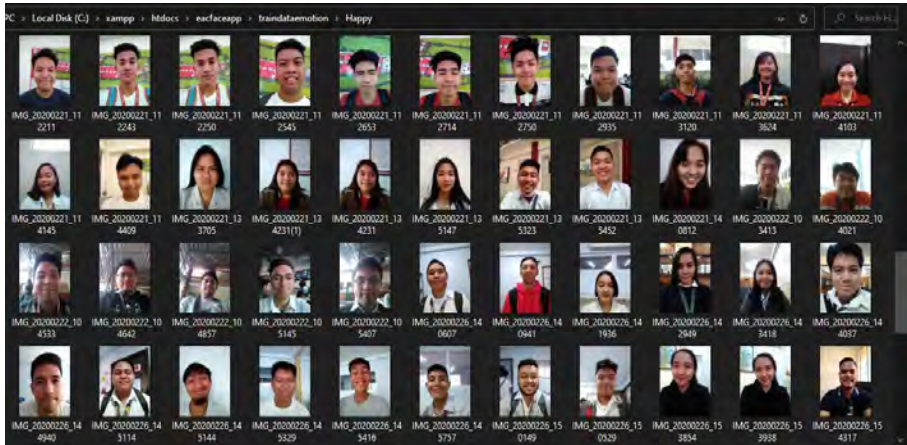 PC › Local Disk (C:) › xampp › htdocs › eacfaceapp › traindataemotion › Happy
IMG_20200221_11 IMG_20200221_11 IMG_20200221_11 IMG_20200221_11 IMG_20200221_11 IMG_20200221_11 IMG_20200221_11 IMG_20200221_11 IMG_20200221_11 IMG_20200221_11 IMG_20200221_11
2211 2243 2250 2545 2653 2714 2750 2935 3120 3624 4103
IMG_20200221_11 IMG_20200221_11 IMG_20200221_13 IMG_20200221_13 IMG_20200221_13 IMG_20200221_13 IMG_20200221_13 IMG_20200221_13 IMG_20200221_14 IMG_20200222_10 IMG_20200222_10
4145 4409 3705 4231(1) 4231 5147 5323 5452 0812 3413 4021
IMG_20200222_10 IMG_20200222_10 IMG_20200222_10 IMG_20200222_10 IMG_20200222_10 IMG_20200226_14 IMG_20200226_14 IMG_20200226_14 IMG_20200226_14 IMG_20200226_14 IMG_20200226_14
4533 4642 4857 5145 5407 0607 0941 1936 2949 3418 4037
IMG_20200226_14 IMG_20200226_14 IMG_20200226_14 IMG_20200226_14 IMG_20200226_14 IMG_20200226_14 IMG_20200226_15 IMG_20200226_15 IMG_20200226_15 IMG_20200226_15 IMG_20200226_15
4940 5114 5144 5329 5416 5757 0149 0529 3854 3938 4317